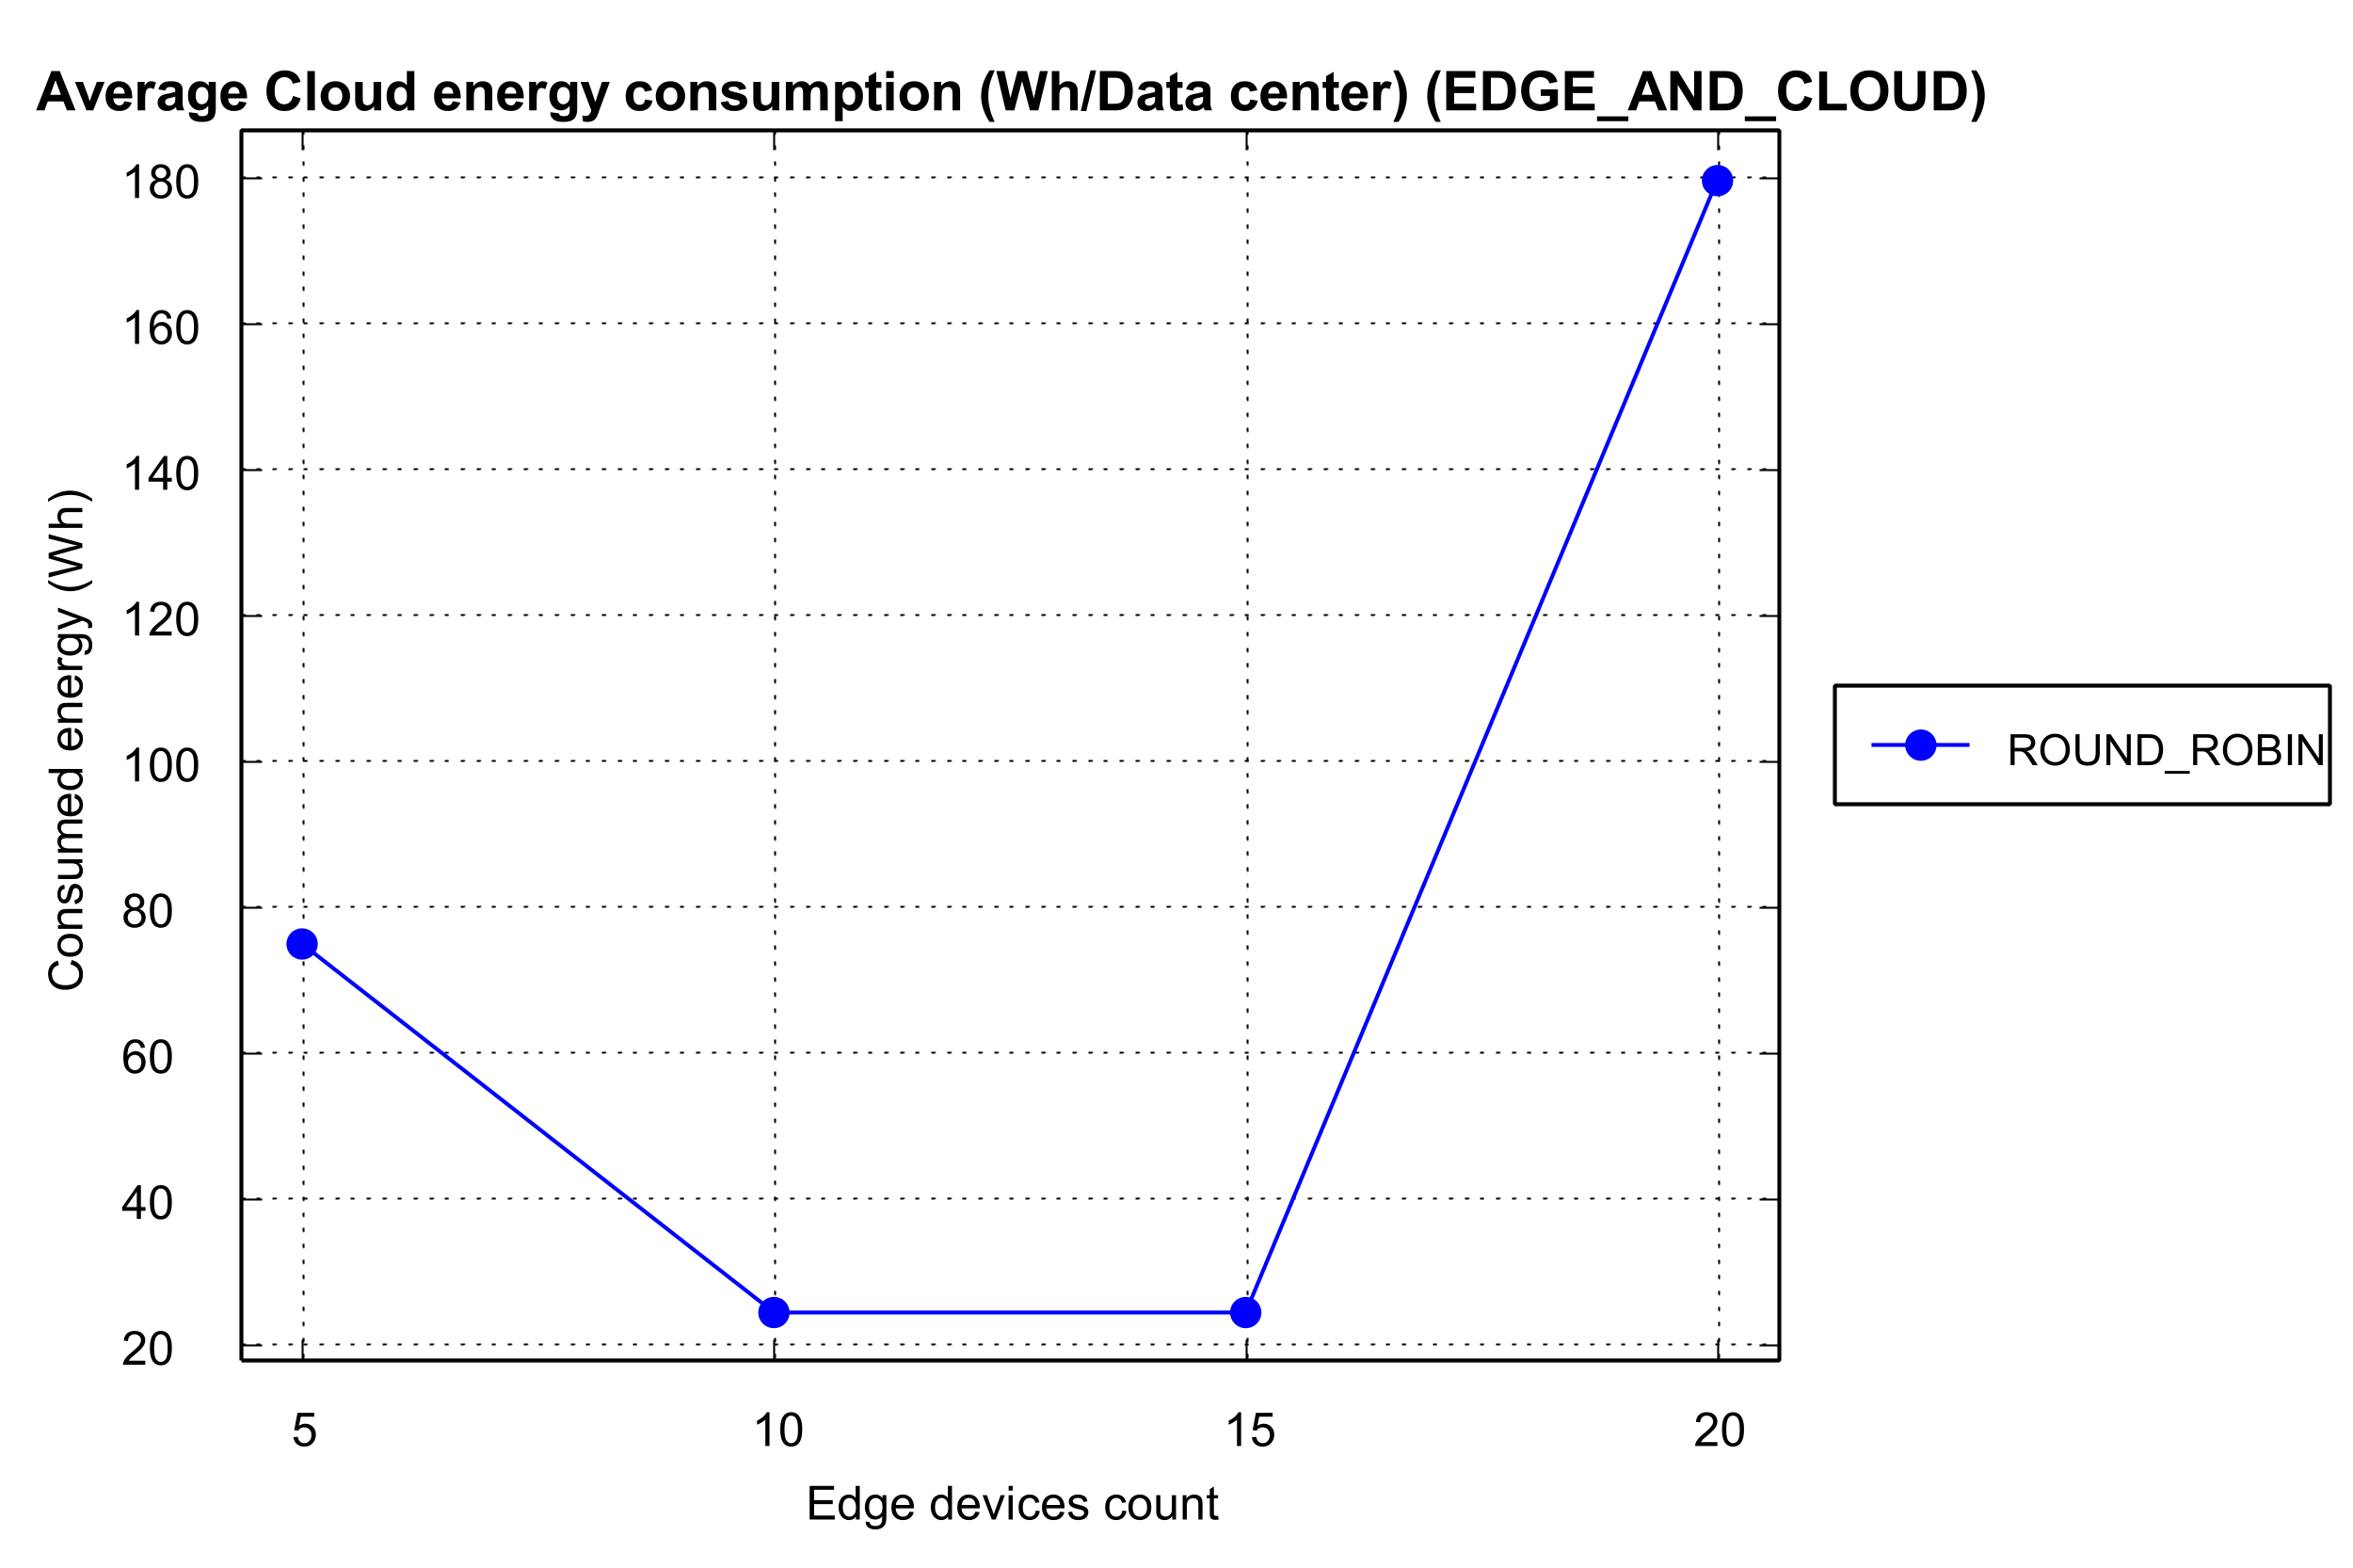 Average Cloud energy consumption (Wh/Data center) (EDGE_AND_CLOUD)
180
160
140
120
100
80
60
40
20
Consumed energy (Wh)
ROUND_ROBIN
5 10 15 20
Edge devices count